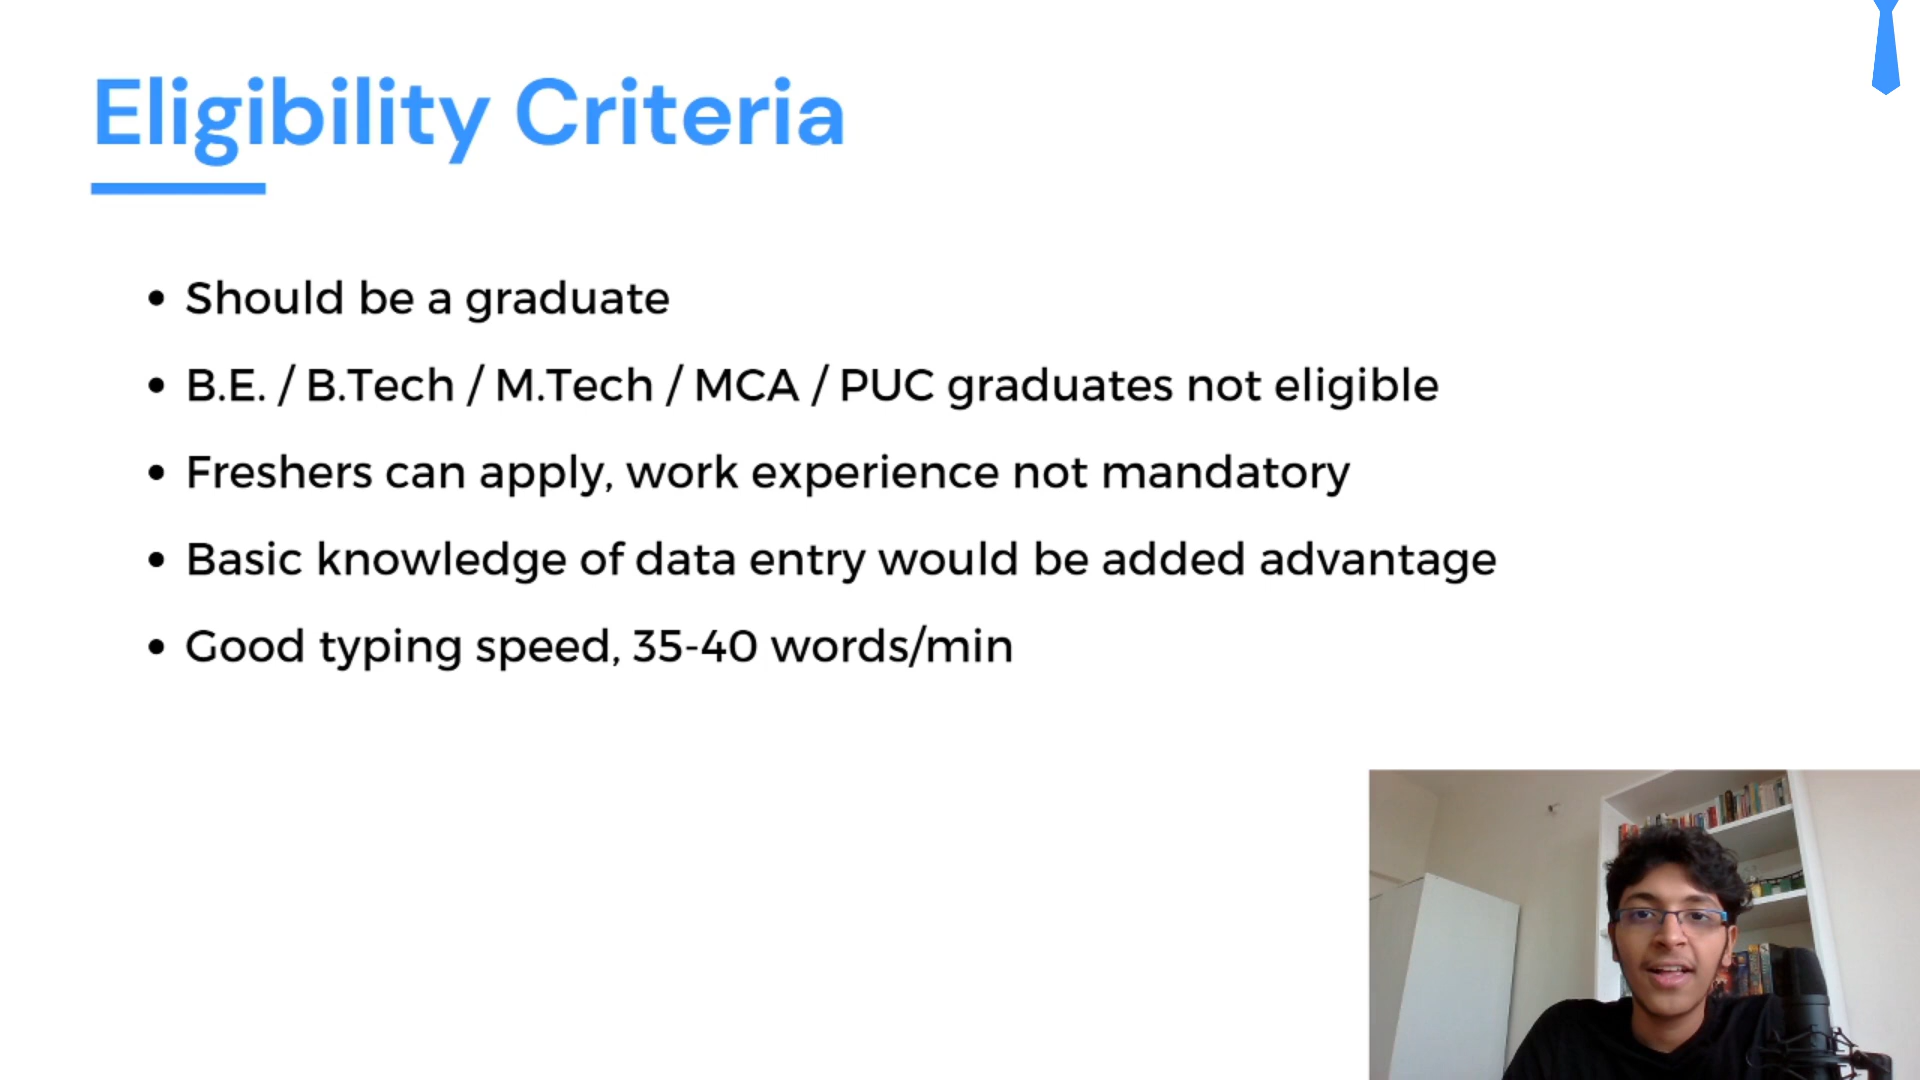 Eligibility Criteria
• Should be a graduate
• B.E. / B.Tech / M.Tech / MCA / PUC graduates not eligible
• Freshers can apply, work experience not mandatory
• Basic knowledge of data entry would be added advantage
• Good typing speed, 35-40 words/min